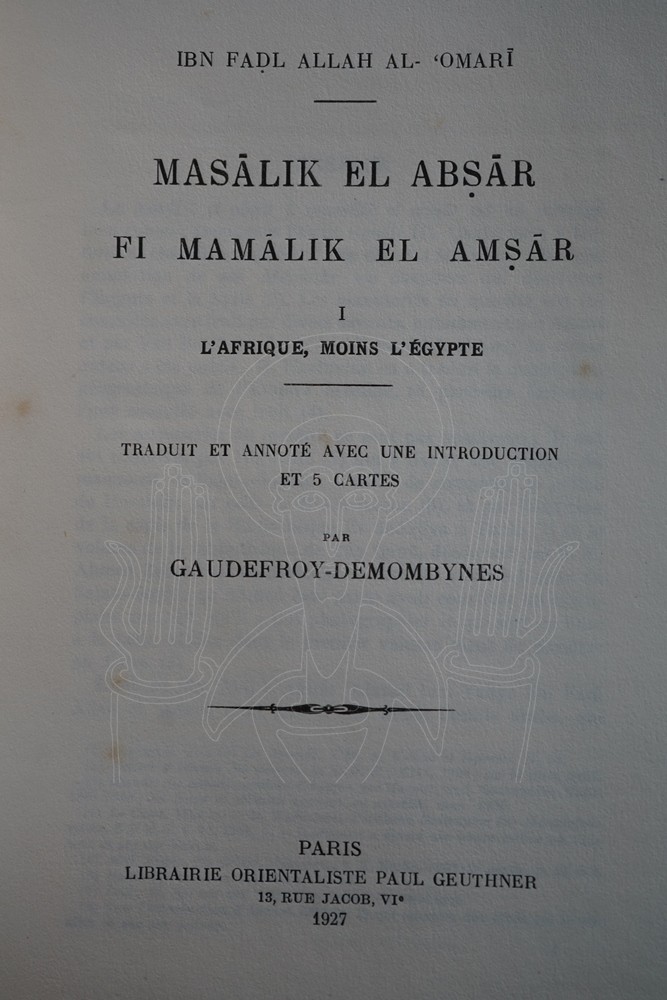 IBN FAḌL ALLAH AL- ‘OMARĪ
MASĀLIK EL ABṢĀR
FI MAMĀLIK EL AMṢĀR
I
L'AFRIQUE, MOINS L'ÉGYPTE
TRADUIT ET ANNOTÉ AVEC UNE INTRODUCTION
ET 5 CARTES
PAR
GAUDEFROY-DEMOMBYNES
PARIS
LIBRAIRIE ORIENTALISTE PAUL GEUTHNER
13, RUE JACOB, VIᵉ
1927